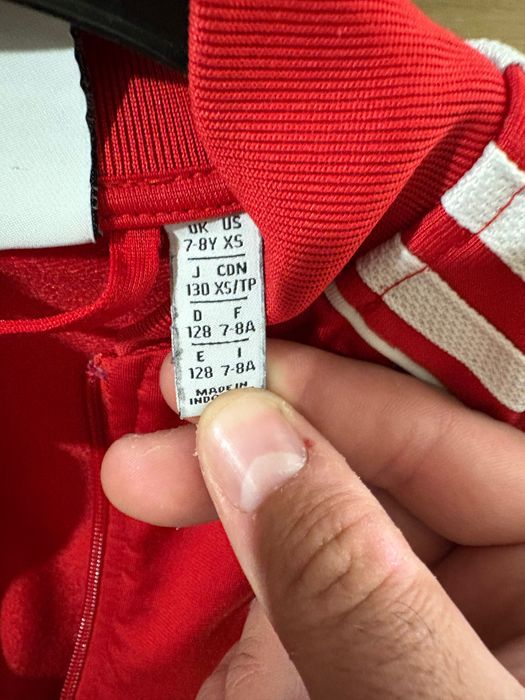 UK US
7-8Y XS
J CDN
130 XS/TP
D F
128 7-8A
E I
128 7-8A
MADE IN